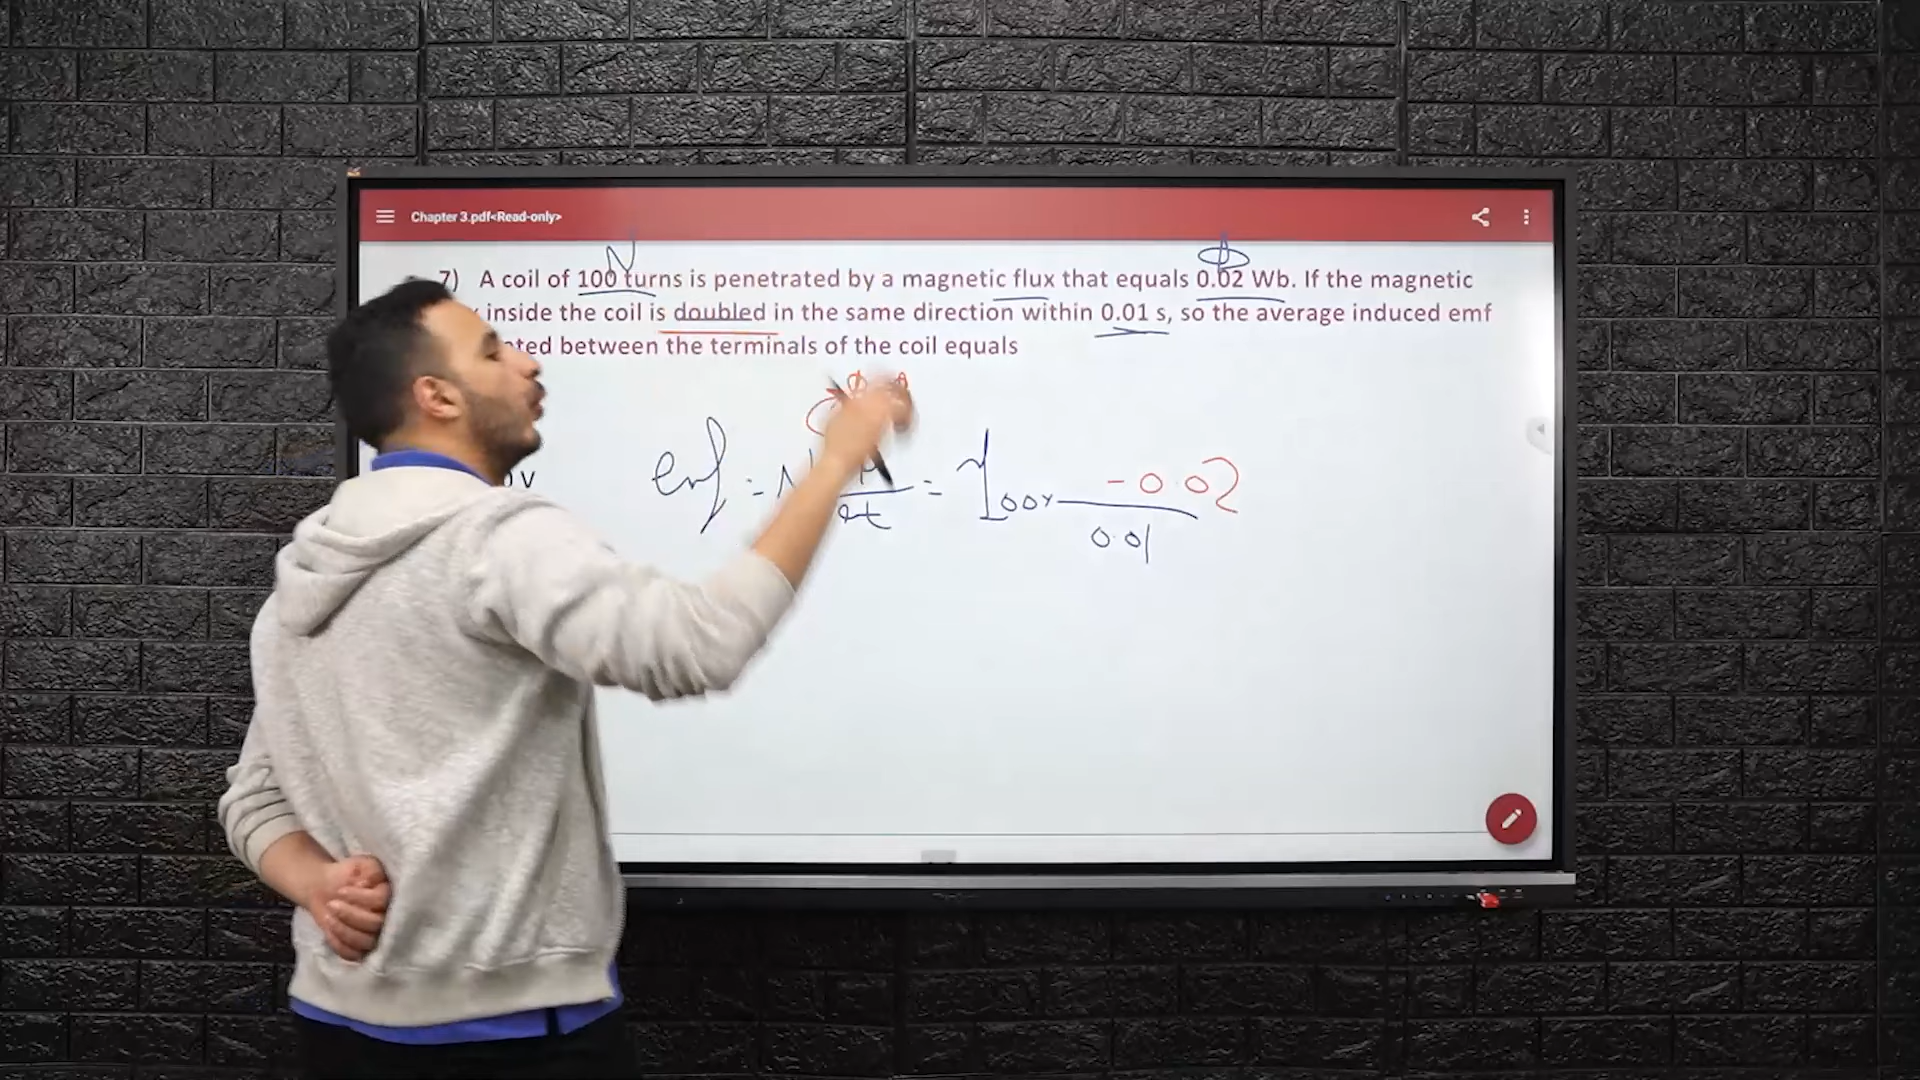 Chapter 3.pdf<Read-only>
N
7) A coil of 100 turns is penetrated by a magnetic flux that equals 0.02 Wb. If the magnetic
inside the coil is doubled in the same direction within 0.01 s, so the average induced emf
between the terminals of the coil equals
emf = N = 100x - 0.02
Δt 0.01
V